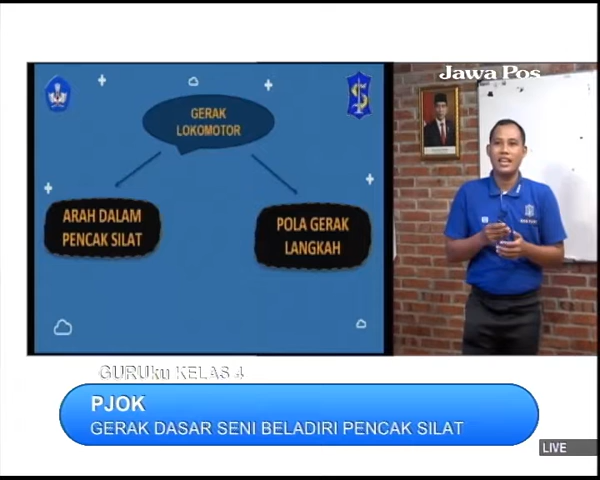 Jawa Pos
GERAK
LOKOMOTOR
ARAH DALAM
PENCAK SILAT
POLA GERAK
LANGKAH
GURUku KELAS 4
PJOK
GERAK DASAR SENI BELADIRI PENCAK SILAT
LIVE